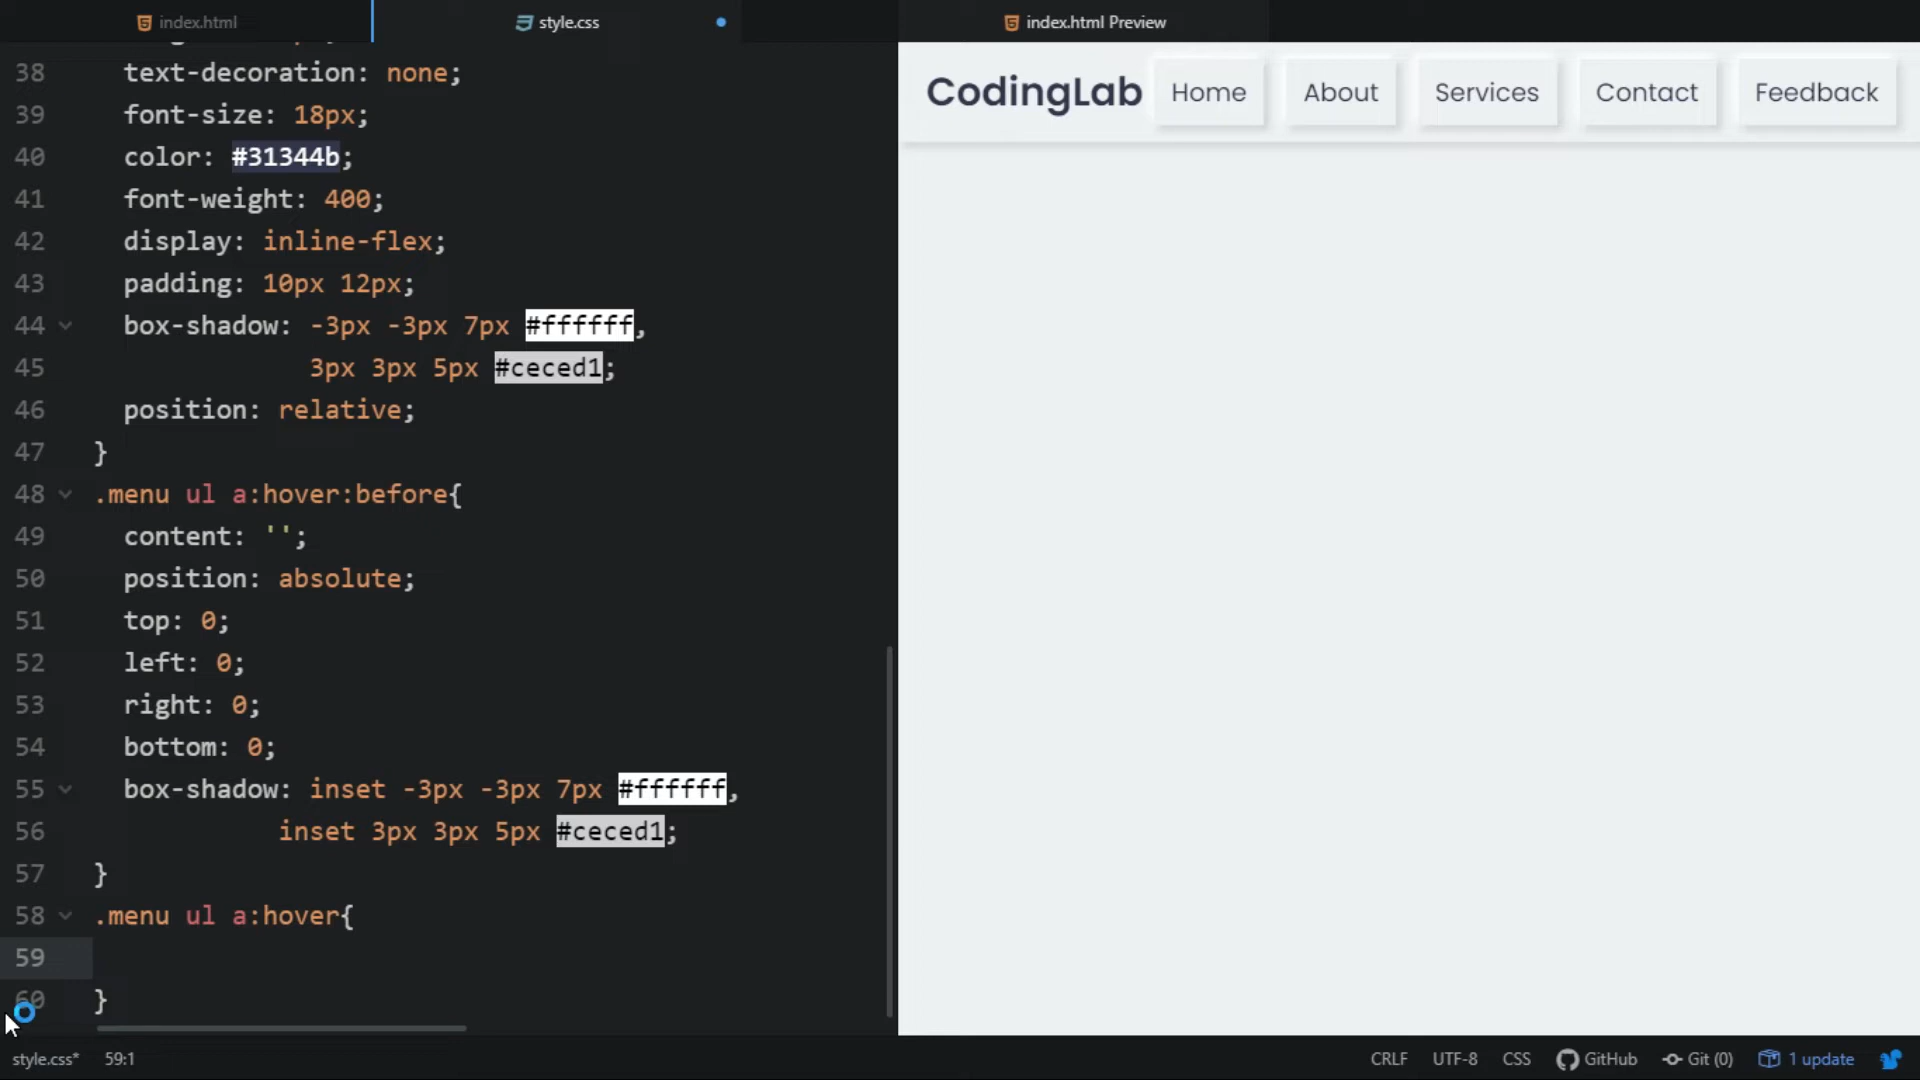 index.html
style.css
index.html Preview
38 text-decoration: none;
39 font-size: 18px;
40 color: #31344b;
41 font-weight: 400;
42 display: inline-flex;
43 padding: 10px 12px;
44 box-shadow: -3px -3px 7px #ffffff,
45 3px 3px 5px #ceced1;
46 position: relative;
47 }
48 .menu ul a:hover:before{
49 content: '';
50 position: absolute;
51 top: 0;
52 left: 0;
53 right: 0;
54 bottom: 0;
55 box-shadow: inset -3px -3px 7px #ffffff,
56 inset 3px 3px 5px #ceced1;
57 }
58 .menu ul a:hover{
59
60 }
CodingLab Home About Services Contact Feedback
style.css* 59:1 CRLF UTF-8 CSS GitHub Git (0) 1 update